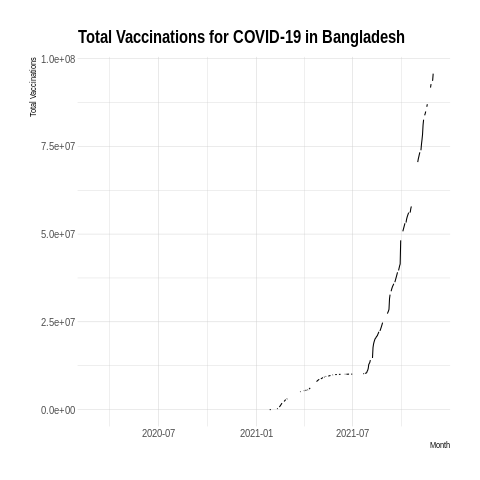 Total Vaccinations for COVID-19 in Bangladesh
Total Vaccinations
1.0e+08
7.5e+07
5.0e+07
2.5e+07
0.0e+00
2020-07
2021-01
2021-07
Month